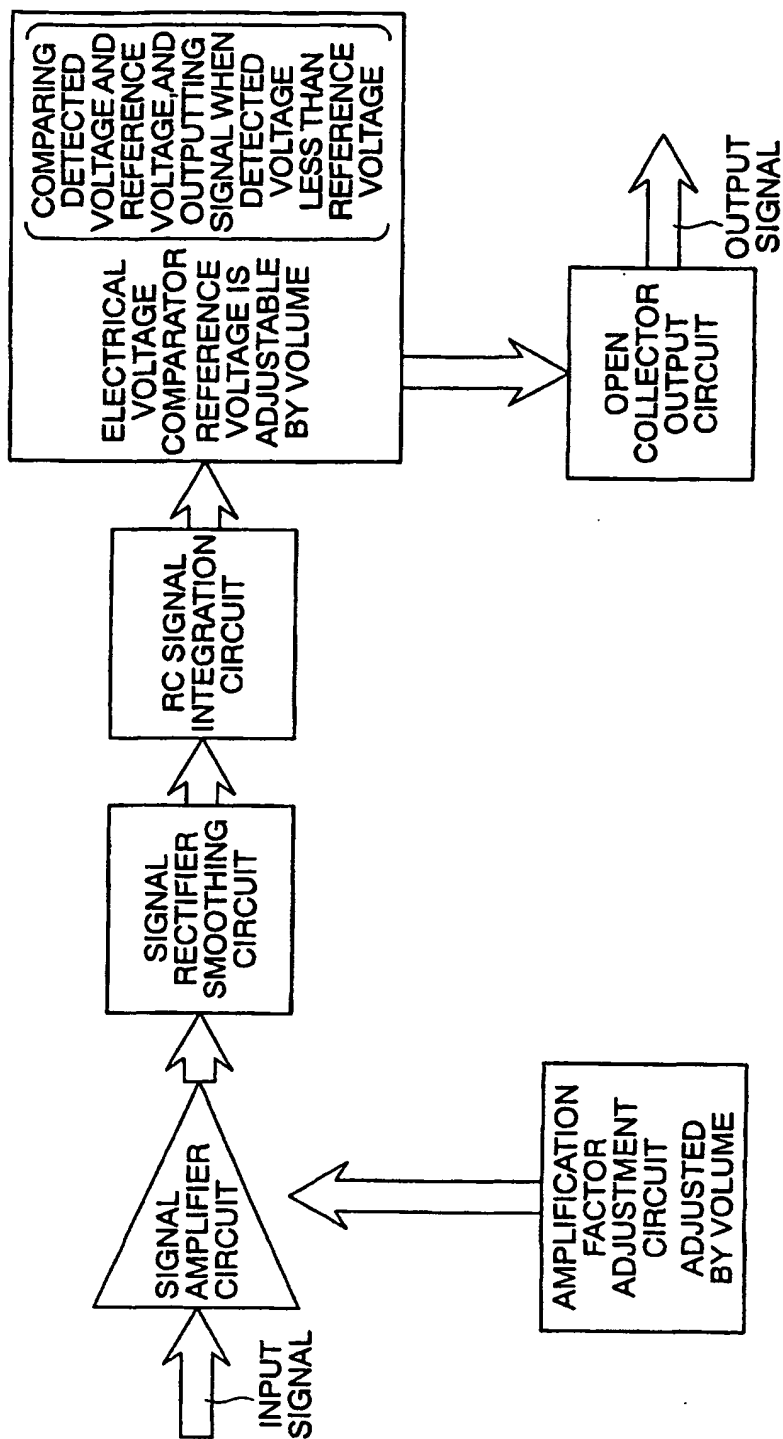 INPUT
SIGNAL
SIGNAL
AMPLIFIER
CIRCUIT
AMPLIFICATION
FACTOR
ADJUSTMENT
CIRCUIT
ADJUSTED
BY VOLUME
SIGNAL
RECTIFIER
SMOOTHING
CIRCUIT
RC SIGNAL
INTEGRATION
CIRCUIT
ELECTRICAL
VOLTAGE
COMPARATOR
REFERENCE
VOLTAGE IS
ADJUSTABLE
BY VOLUME
COMPARING
DETECTED
VOLTAGE AND
REFERENCE
VOLTAGE, AND
OUTPUTTING
SIGNAL WHEN
DETECTED
VOLTAGE
LESS THAN
REFERENCE
VOLTAGE
OPEN
COLLECTOR
OUTPUT
CIRCUIT
OUTPUT
SIGNAL